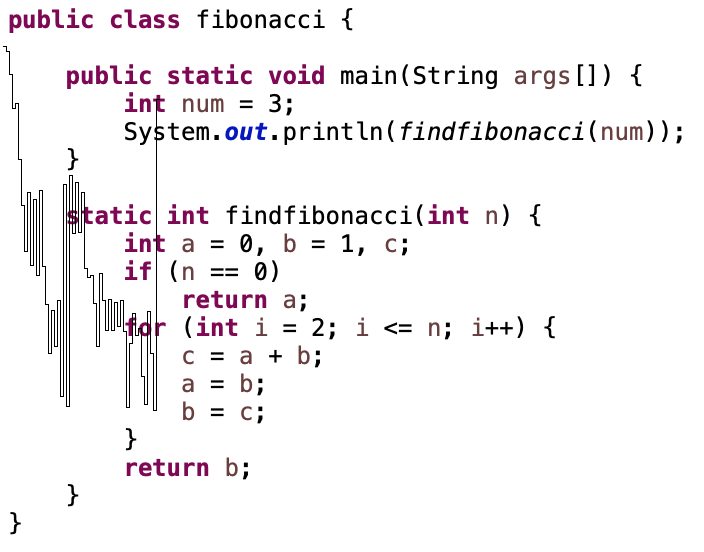 public class fibonacci {
public static void main(String args[]) {
int num = 3;
System.out.println(findfibonacci(num));
}
static int findfibonacci(int n) {
int a = 0, b = 1, c;
if (n == 0)
return a;
for (int i = 2; i <= n; i++) {
c = a + b;
a = b;
b = c;
}
return b;
}
}